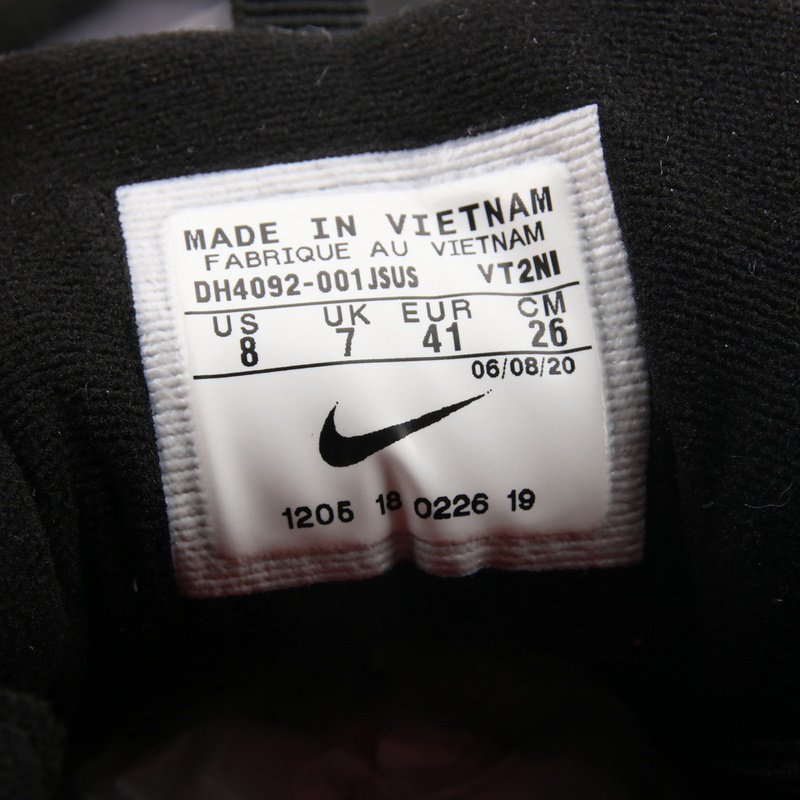 MADE IN VIETNAM
FABRIQUE AU VIETNAM
DH4092-001JSUS VT2NI
US UK EUR CM
8 7 41 26
06/08/20
1205 18 0226 19